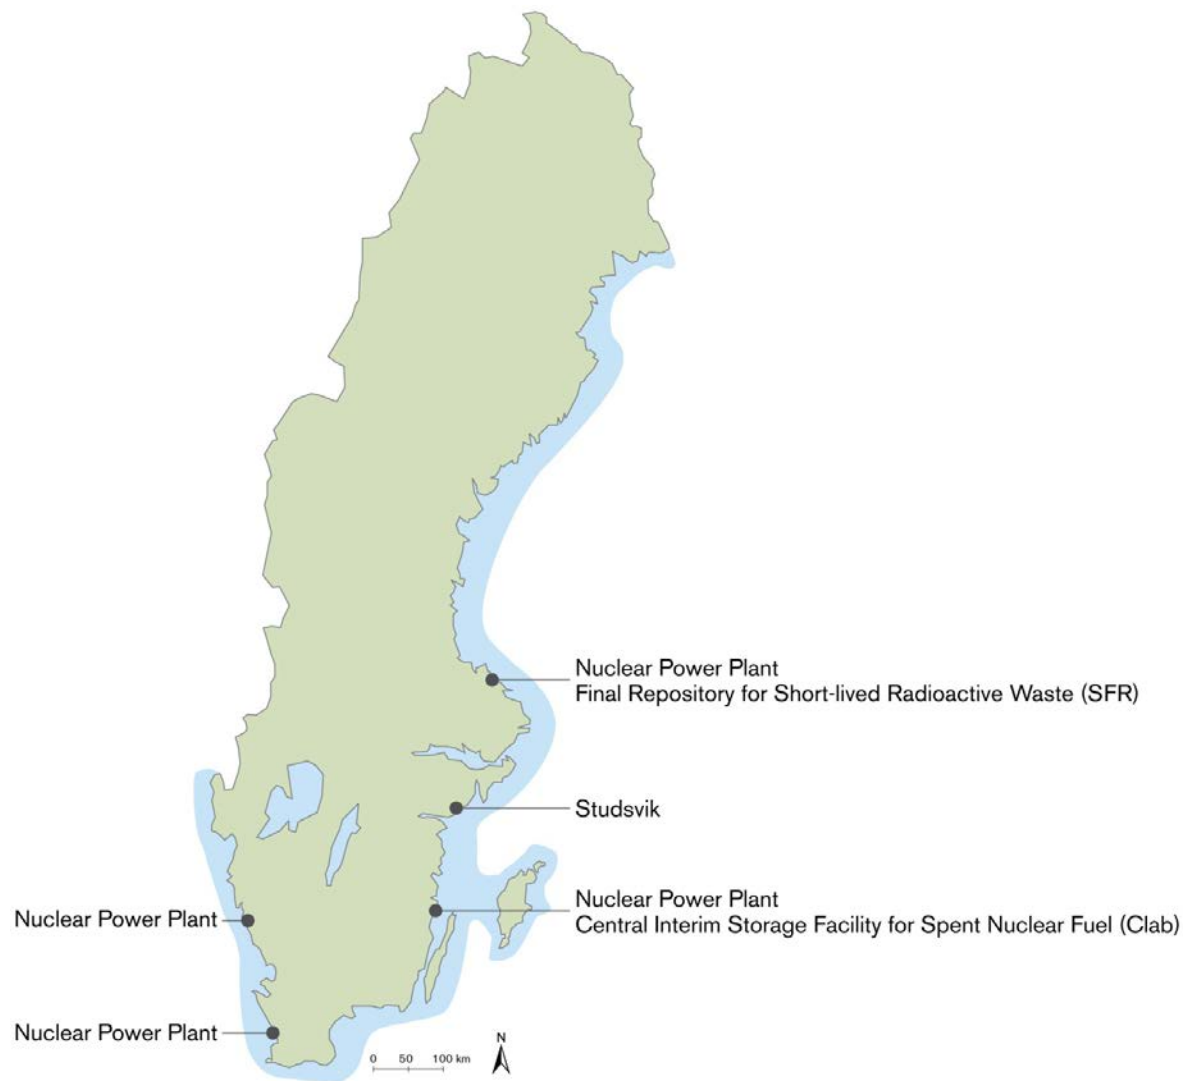 Nuclear Power Plant
Final Repository for Short-lived Radioactive Waste (SFR)
Studsvik
Nuclear Power Plant
Central Interim Storage Facility for Spent Nuclear Fuel (Clab)
Nuclear Power Plant
Nuclear Power Plant
N
0 50 100 km